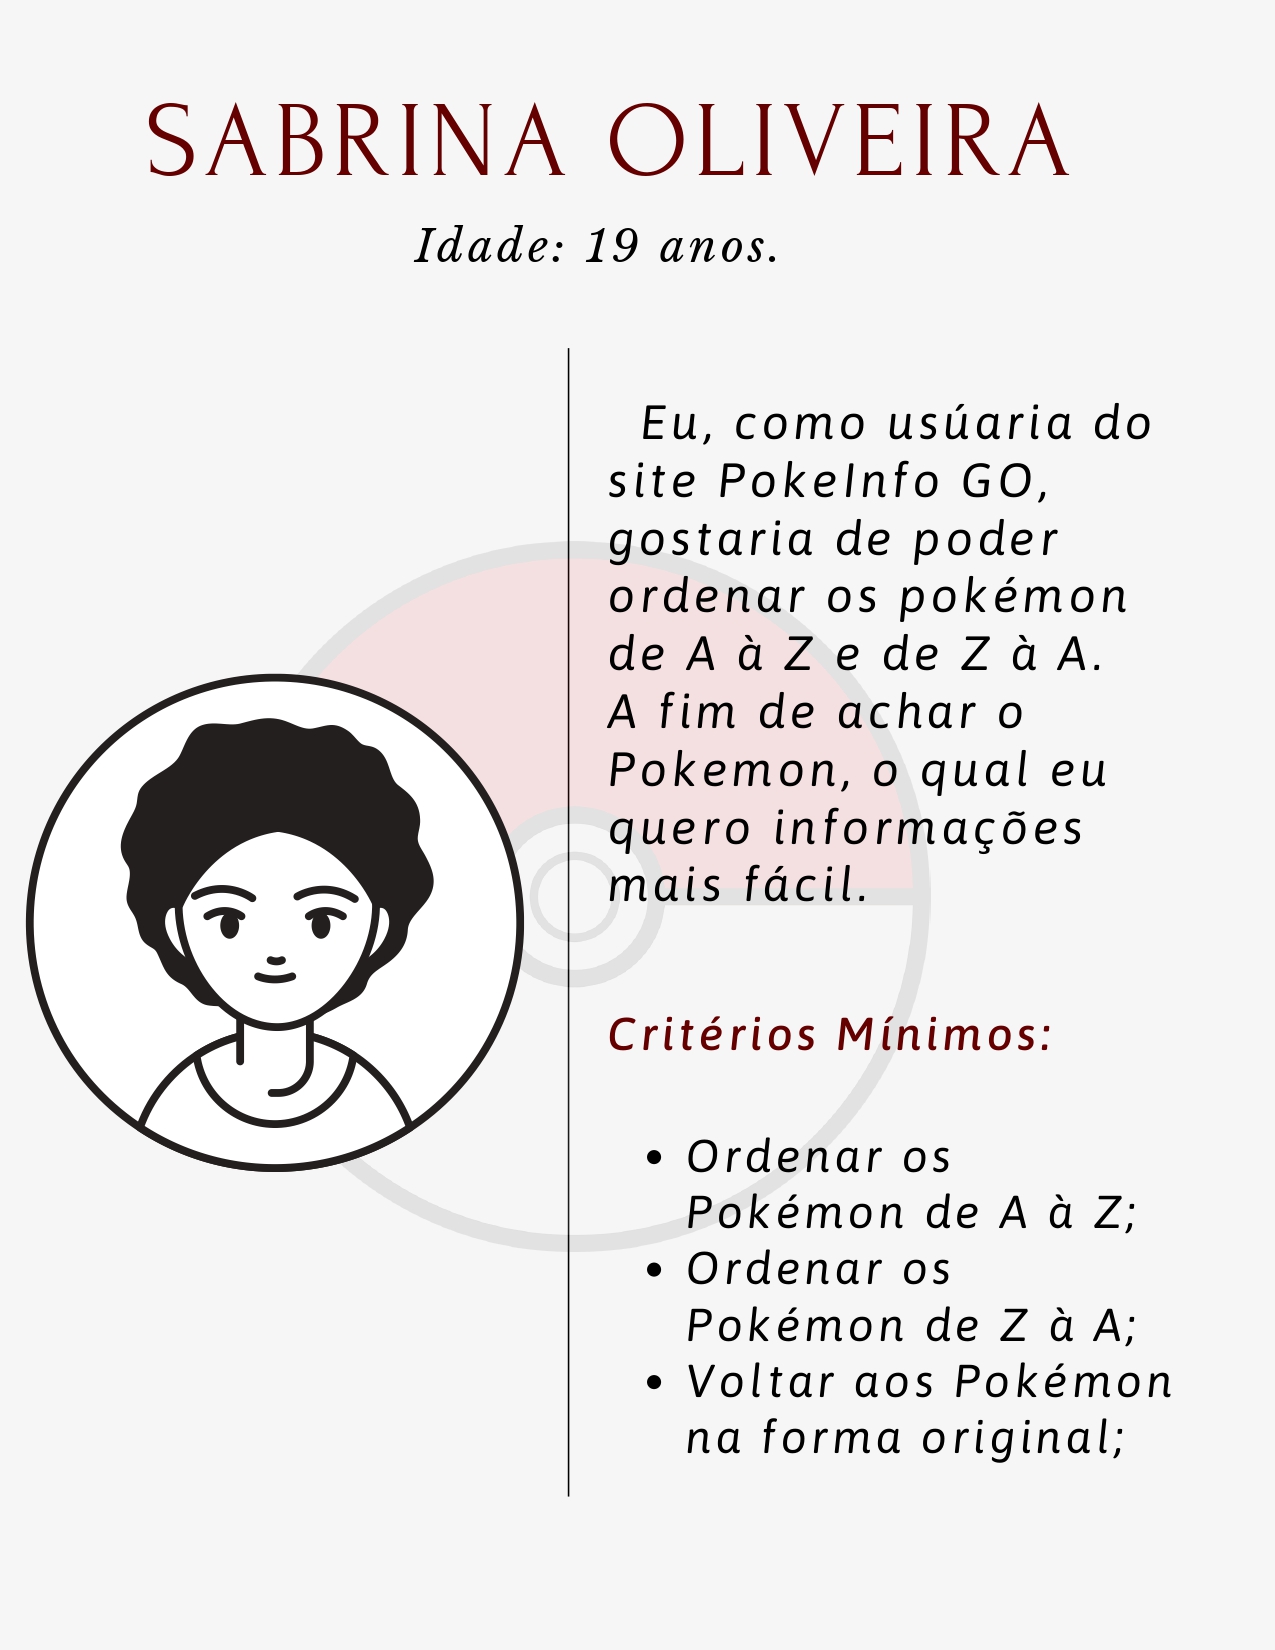 SABRINA OLIVEIRA
Idade: 19 anos.
Eu, como usúaria do
site PokeInfo GO,
gostaria de poder
ordenar os pokémon
de A à Z e de Z à A.
A fim de achar o
Pokemon, o qual eu
quero informações
mais fácil.
Critérios Mínimos:
• Ordenar os
Pokémon de A à Z;
• Ordenar os
Pokémon de Z à A;
• Voltar aos Pokémon
na forma original;